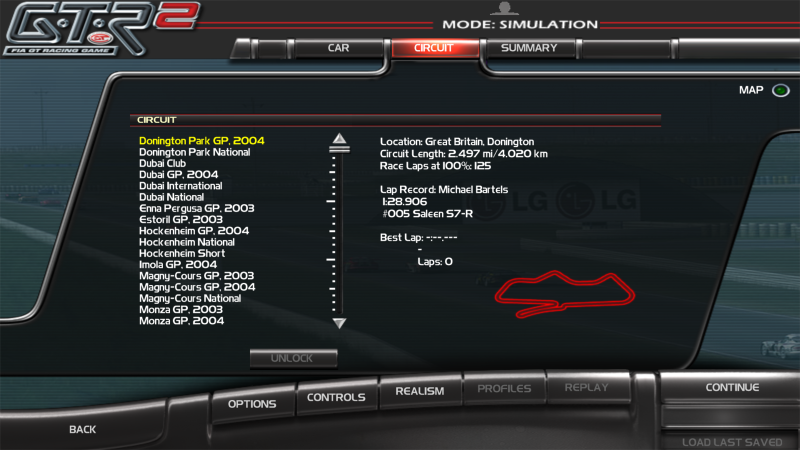 GTR2
FIA GT RACING GAME
MODE: SIMULATION
CAR
CIRCUIT
SUMMARY
MAP
CIRCUIT
Donington Park GP, 2004
Donington Park National
Dubai Club
Dubai GP, 2004
Dubai International
Dubai National
Enna Pergusa GP, 2003
Estoril GP, 2003
Hockenheim GP, 2004
Hockenheim National
Hockenheim Short
Imola GP, 2004
Magny-Cours GP, 2003
Magny-Cours GP, 2004
Magny-Cours National
Monza GP, 2003
Monza GP, 2004
Location: Great Britain, Donington
Circuit Length: 2.497 mi/4.020 km
Race Laps at 100%: 125
Lap Record: Michael Bartels
1:28.906
#005 Saleen S7-R
Best Lap: -:--.---
-
Laps: 0
LG LG
UNLOCK
BACK
OPTIONS
CONTROLS
REALISM
PROFILES
REPLAY
CONTINUE
LOAD LAST SAVED